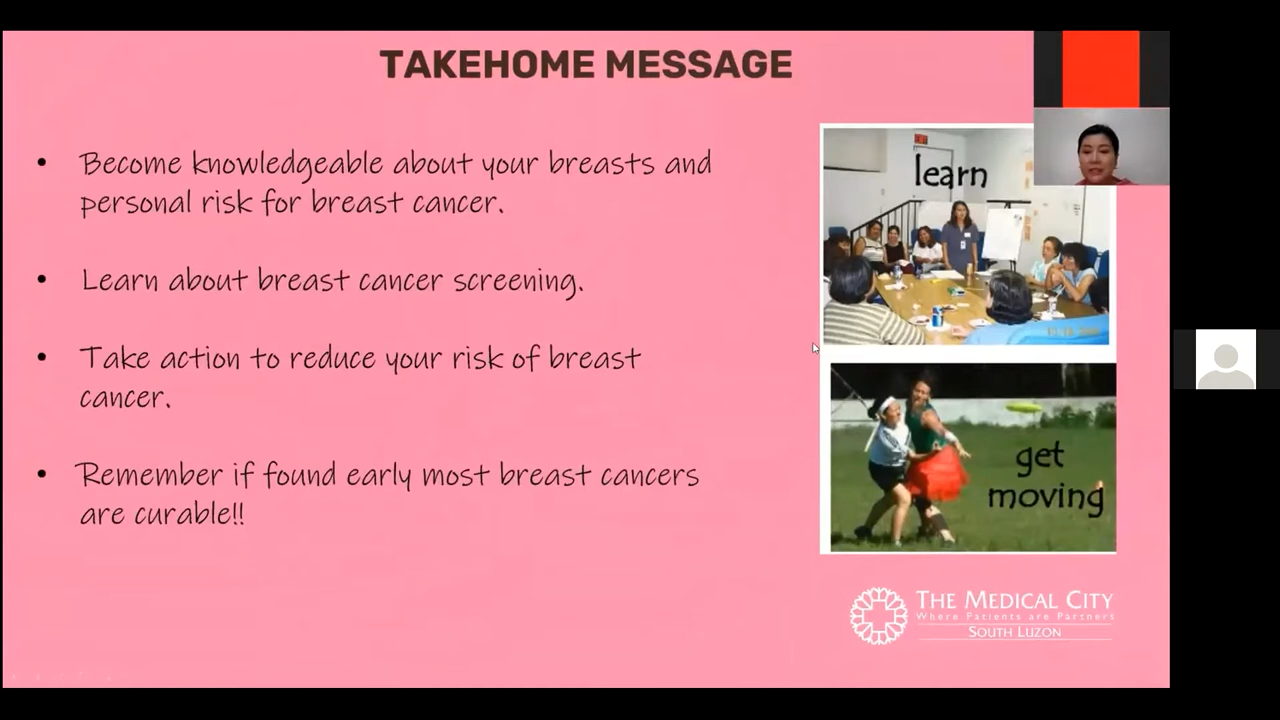 TAKEHOME MESSAGE
• Become knowledgeable about your breasts and
personal risk for breast cancer.
• Learn about breast cancer screening.
• Take action to reduce your risk of breast
cancer.
• Remember if found early most breast cancers
are curable!!
learn
get
moving
THE MEDICAL CITY
Where Patients are Partners
SOUTH LUZON